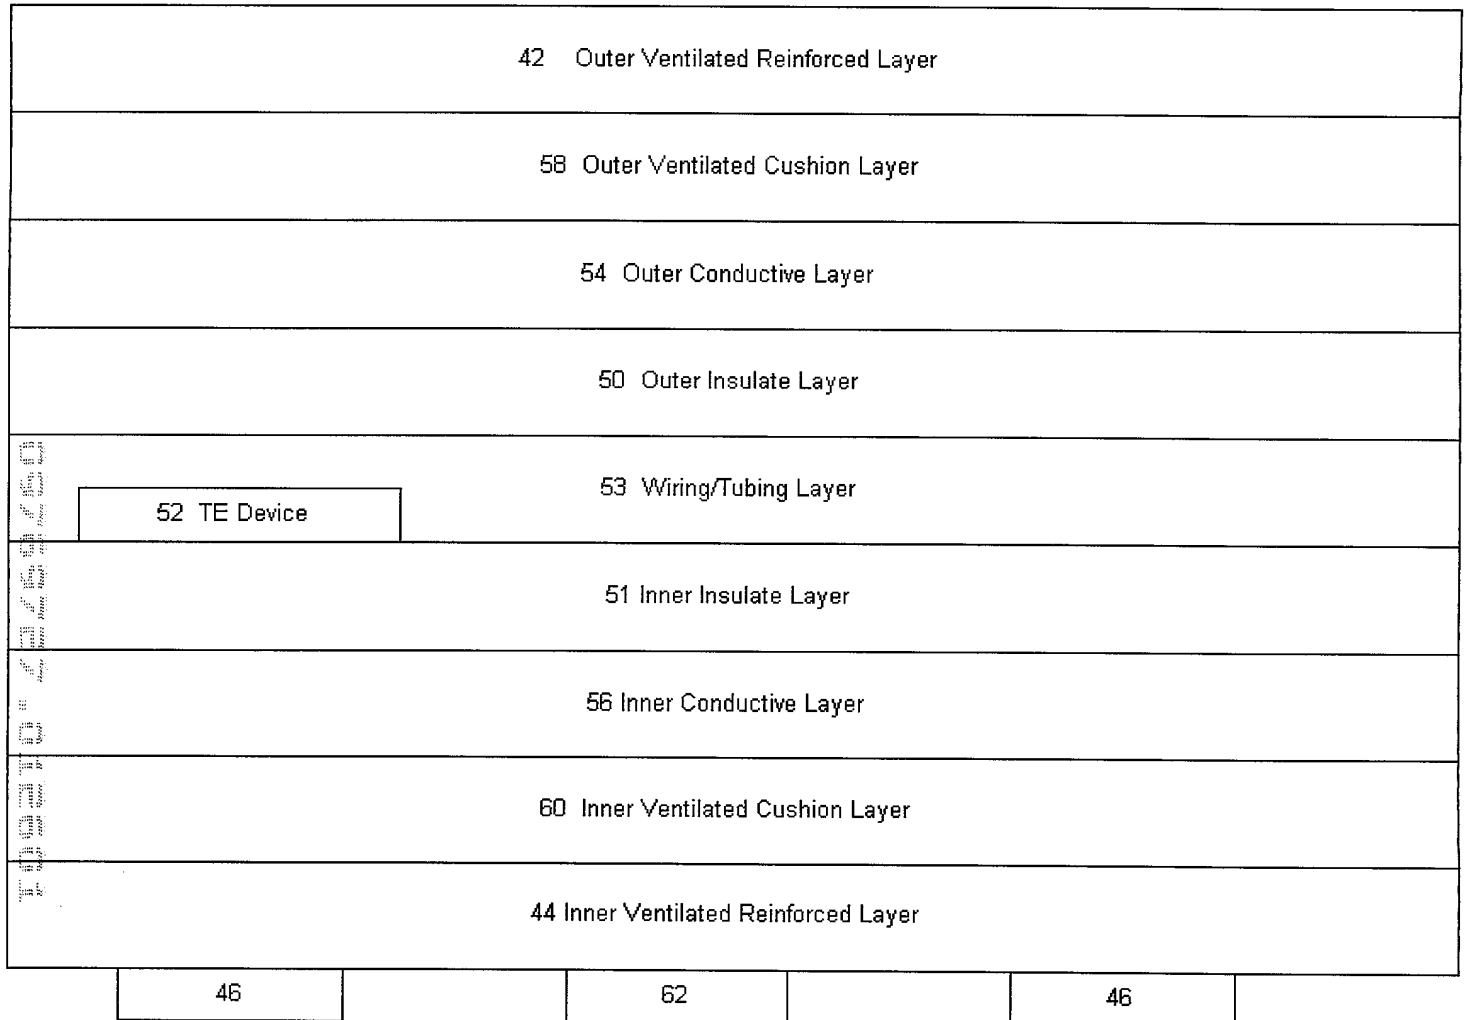 42 Outer Ventilated Reinforced Layer
58 Outer Ventilated Cushion Layer
54 Outer Conductive Layer
50 Outer Insulate Layer
53 Wiring/Tubing Layer
52 TE Device
51 Inner Insulate Layer
56 Inner Conductive Layer
60 Inner Ventilated Cushion Layer
44 Inner Ventilated Reinforced Layer
46
62
46